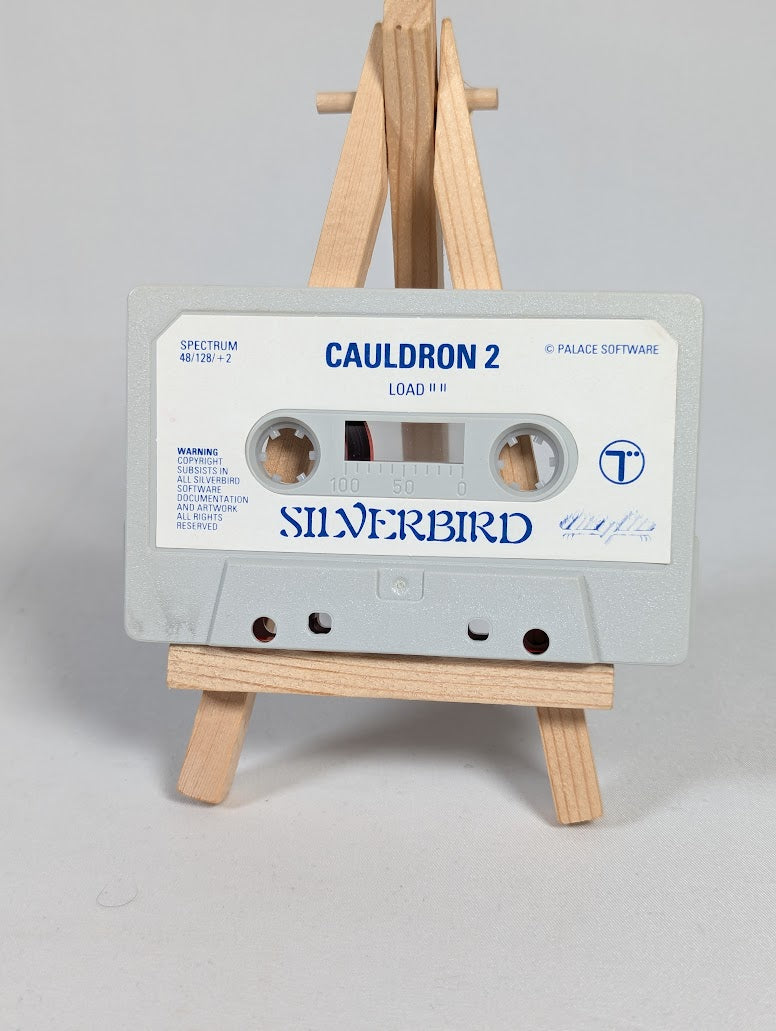 SPECTRUM
48/128/+2
CAULDRON 2
© PALACE SOFTWARE
LOAD " "
WARNING
COPYRIGHT
SUBSISTS IN
ALL SILVERBIRD
SOFTWARE
DOCUMENTATION
AND ARTWORK
ALL RIGHTS
RESERVED
100 50 0
T
SILVERBIRD